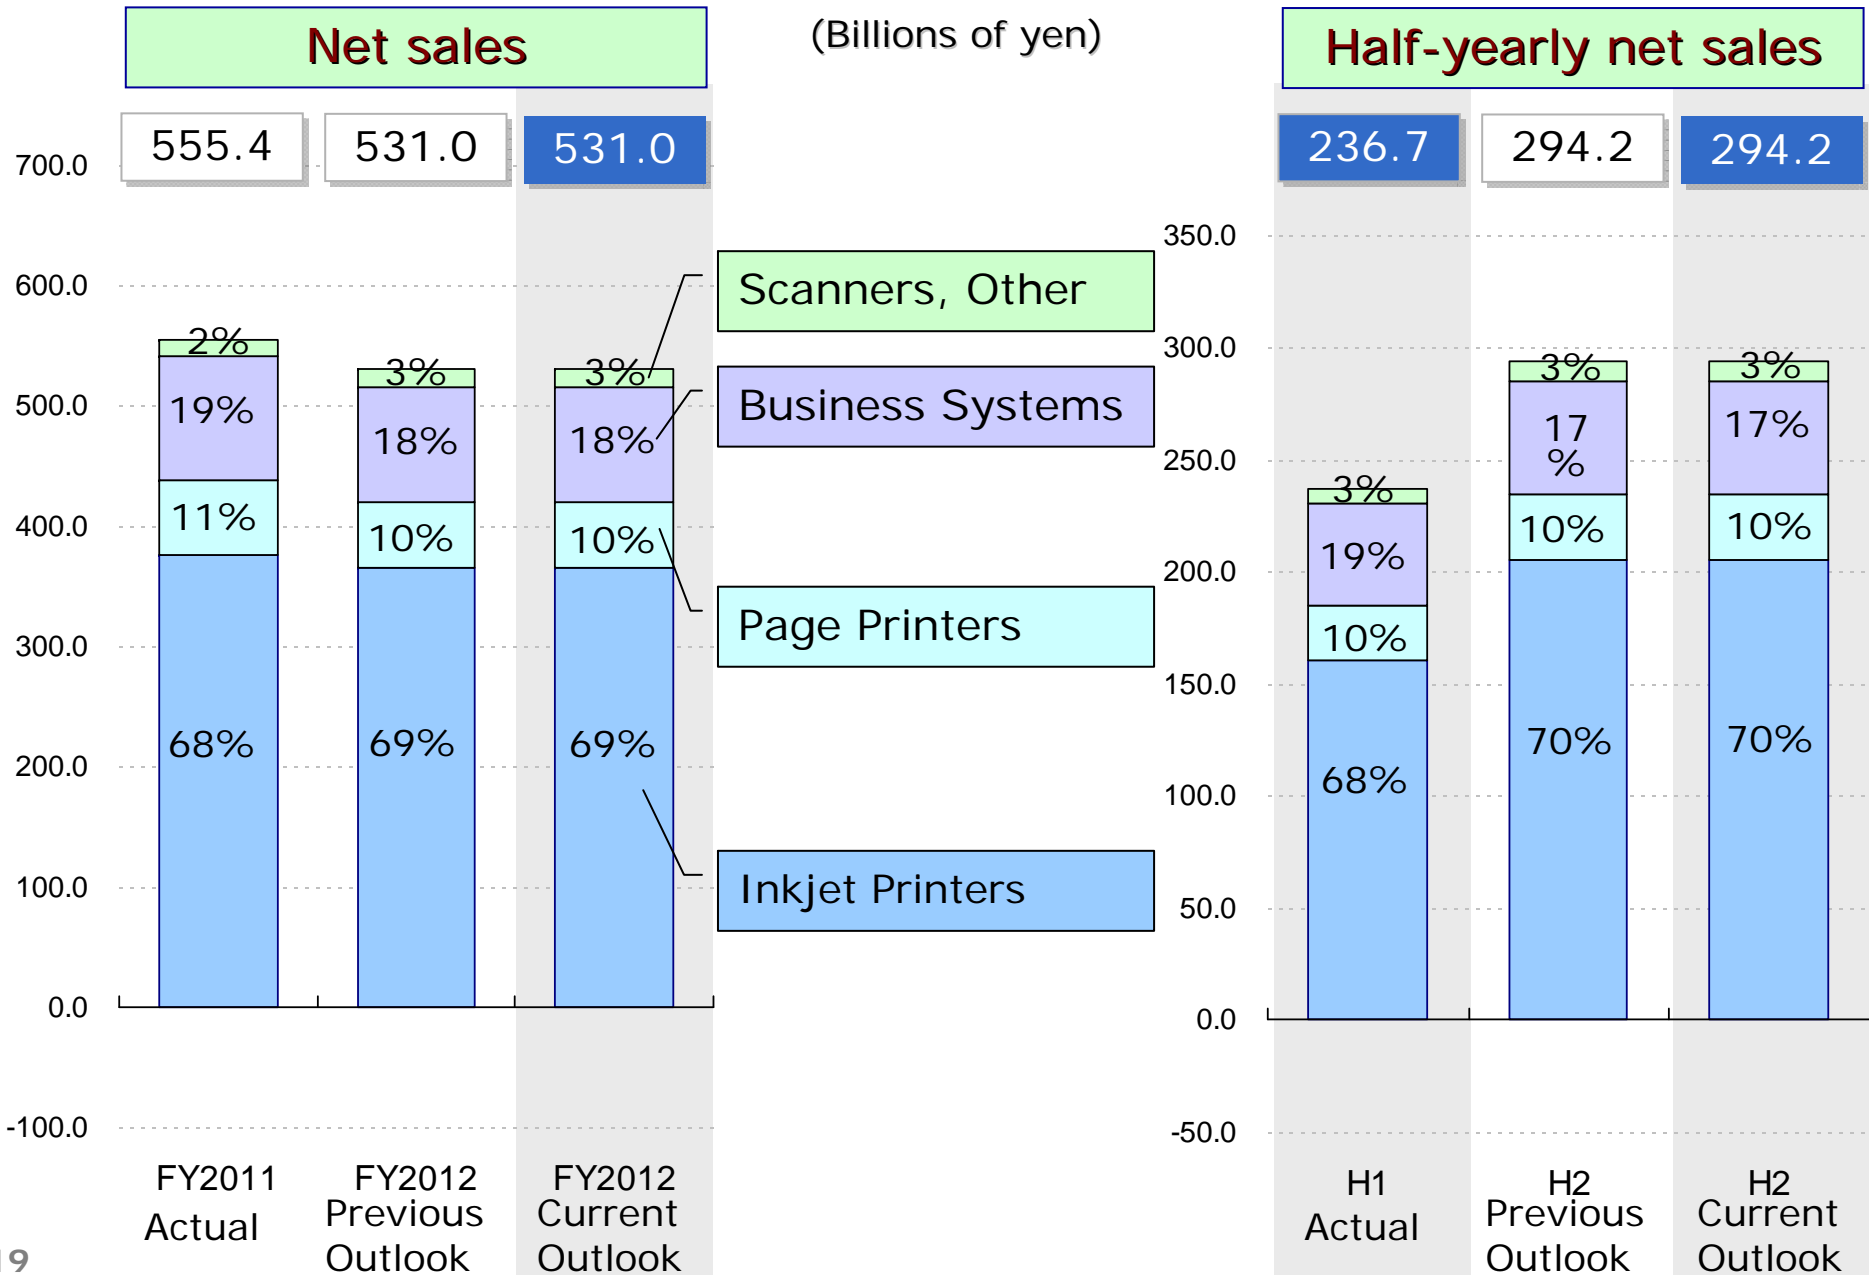 Net sales
(Billions of yen)
Half-yearly net sales
555.4
531.0
531.0
236.7
294.2
294.2
700.0
600.0
500.0
400.0
300.0
200.0
100.0
0.0
-100.0
2%
19%
11%
68%
3%
18%
10%
69%
3%
18%
10%
69%
Scanners, Other
Business Systems
Page Printers
Inkjet Printers
350.0
300.0
250.0
200.0
150.0
100.0
50.0
0.0
-50.0
3%
19%
10%
68%
3%
17
%
10%
70%
3%
17%
10%
70%
FY2011
Actual
FY2012
Previous
Outlook
FY2012
Current
Outlook
H1
Actual
H2
Previous
Outlook
H2
Current
Outlook
19